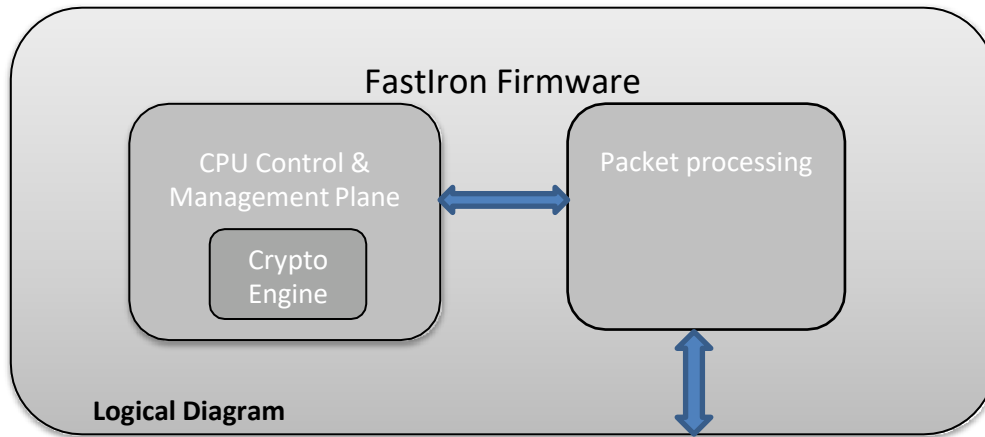 FastIron Firmware
CPU Control &
Management Plane
Packet processing
Crypto
Engine
Logical Diagram